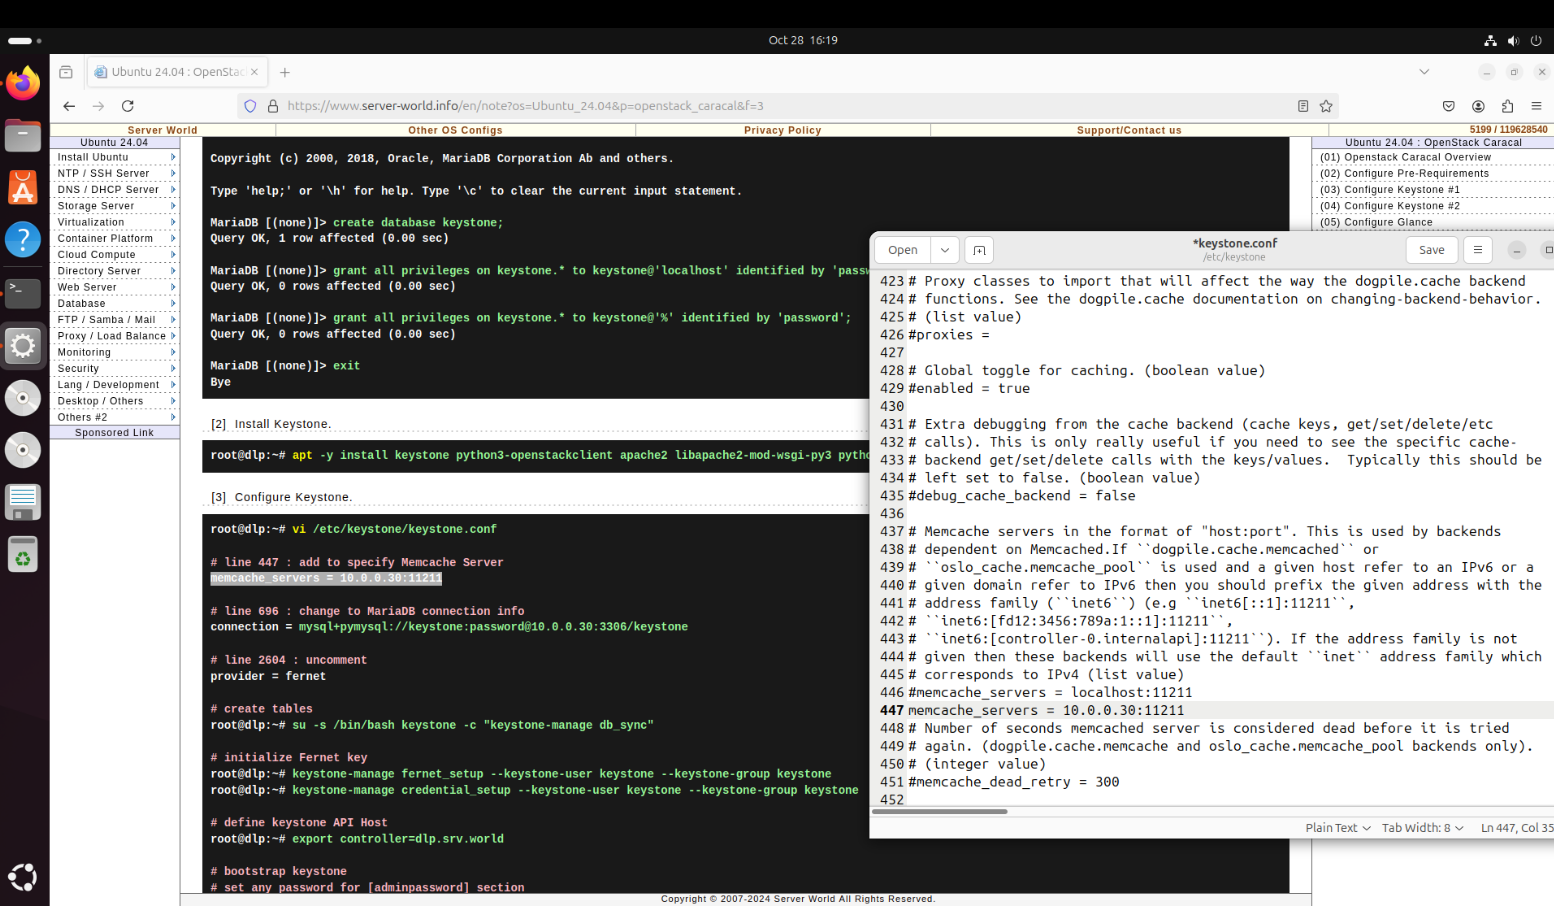 Oct 28 16:19
Ubuntu 24.04 : OpenStac
https://www.server-world.info/en/note?os=Ubuntu_24.04&p=openstack_caracal&f=3
Server World
Other OS Configs
Privacy Policy
Support/Contact us
5199 / 119628540
Ubuntu 24.04
Install Ubuntu
NTP / SSH Server
DNS / DHCP Server
Storage Server
Virtualization
Container Platform
Cloud Compute
Directory Server
Web Server
Database
FTP / Samba / Mail
Proxy / Load Balance
Monitoring
Security
Lang / Development
Desktop / Others
Others #2
Sponsored Link
Copyright (c) 2000, 2018, Oracle, MariaDB Corporation Ab and others.
Type 'help;' or '\h' for help. Type '\c' to clear the current input statement.
MariaDB [(none)]> create database keystone;
Query OK, 1 row affected (0.00 sec)
MariaDB [(none)]> grant all privileges on keystone.* to keystone@'localhost' identified by 'passw
Query OK, 0 rows affected (0.00 sec)
MariaDB [(none)]> grant all privileges on keystone.* to keystone@'%' identified by 'password';
Query OK, 0 rows affected (0.00 sec)
MariaDB [(none)]> exit
Bye
[2] Install Keystone.
root@dlp:~# apt -y install keystone python3-openstackclient apache2 libapache2-mod-wsgi-py3 pytho
[3] Configure Keystone.
root@dlp:~# vi /etc/keystone/keystone.conf
# line 447 : add to specify Memcache Server
memcache_servers = 10.0.0.30:11211
# line 696 : change to MariaDB connection info
connection = mysql+pymysql://keystone:password@10.0.0.30:3306/keystone
# line 2604 : uncomment
provider = fernet
# create tables
root@dlp:~# su -s /bin/bash keystone -c "keystone-manage db_sync"
# initialize Fernet key
root@dlp:~# keystone-manage fernet_setup --keystone-user keystone --keystone-group keystone
root@dlp:~# keystone-manage credential_setup --keystone-user keystone --keystone-group keystone
# define keystone API Host
root@dlp:~# export controller=dlp.srv.world
# bootstrap keystone
# set any password for [adminpassword] section
Copyright © 2007-2024 Server World All Rights Reserved.
Ubuntu 24.04 : OpenStack Caracal
(01) Openstack Caracal Overview
(02) Configure Pre-Requirements
(03) Configure Keystone #1
(04) Configure Keystone #2
(05) Configure Glance
Open
*keystone.conf
/etc/keystone
Save
423 # Proxy classes to import that will affect the way the dogpile.cache backend
424 # functions. See the dogpile.cache documentation on changing-backend-behavior.
425 # (list value)
426 #proxies =
427
428 # Global toggle for caching. (boolean value)
429 #enabled = true
430
431 # Extra debugging from the cache backend (cache keys, get/set/delete/etc
432 # calls). This is only really useful if you need to see the specific cache-
433 # backend get/set/delete calls with the keys/values.  Typically this should be
434 # left set to false. (boolean value)
435 #debug_cache_backend = false
436
437 # Memcache servers in the format of "host:port". This is used by backends
438 # dependent on Memcached.If ``dogpile.cache.memcached`` or
439 # ``oslo_cache.memcache_pool`` is used and a given host refer to an IPv6 or a
440 # given domain refer to IPv6 then you should prefix the given address with the
441 # address family (``inet6``) (e.g ``inet6[::1]:11211``,
442 # ``inet6:[fd12:3456:789a:1::1]:11211``,
443 # ``inet6:[controller-0.internalapi]:11211``). If the address family is not
444 # given then these backends will use the default ``inet`` address family which
445 # corresponds to IPv4 (list value)
446 #memcache_servers = localhost:11211
447 memcache_servers = 10.0.0.30:11211
448 # Number of seconds memcached server is considered dead before it is tried
449 # again. (dogpile.cache.memcache and oslo_cache.memcache_pool backends only).
450 # (integer value)
451 #memcache_dead_retry = 300
452
Plain Text
Tab Width: 8
Ln 447, Col 35